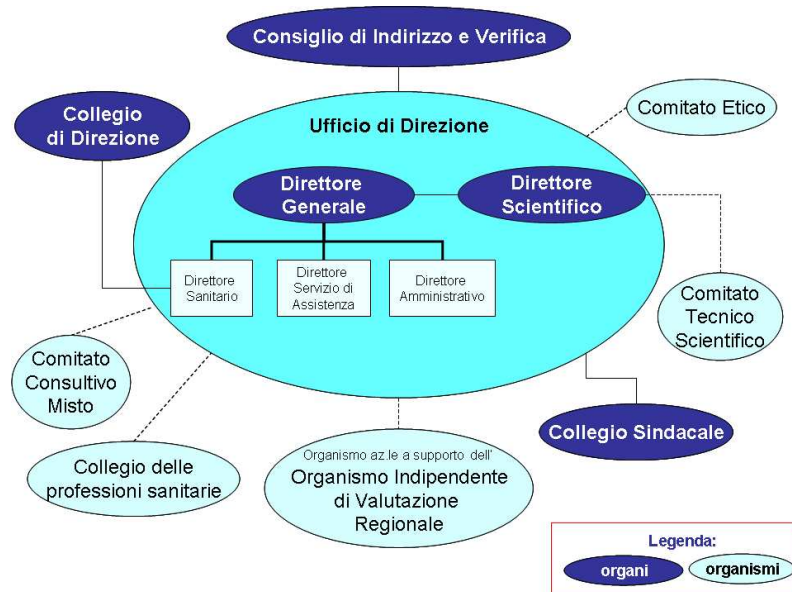 Consiglio di Indirizzo e Verifica
Collegio
di Direzione
Comitato Etico
Ufficio di Direzione
Direttore
Generale
Direttore
Scientifico
Direttore
Sanitario
Direttore
Servizio di
Assistenza
Direttore
Amministrativo
Comitato
Tecnico
Scientifico
Comitato
Consultivo
Misto
Collegio Sindacale
Collegio delle
professioni sanitarie
Organismo az.le a supporto dell'
Organismo Indipendente
di Valutazione
Regionale
Legenda:
organi
organismi